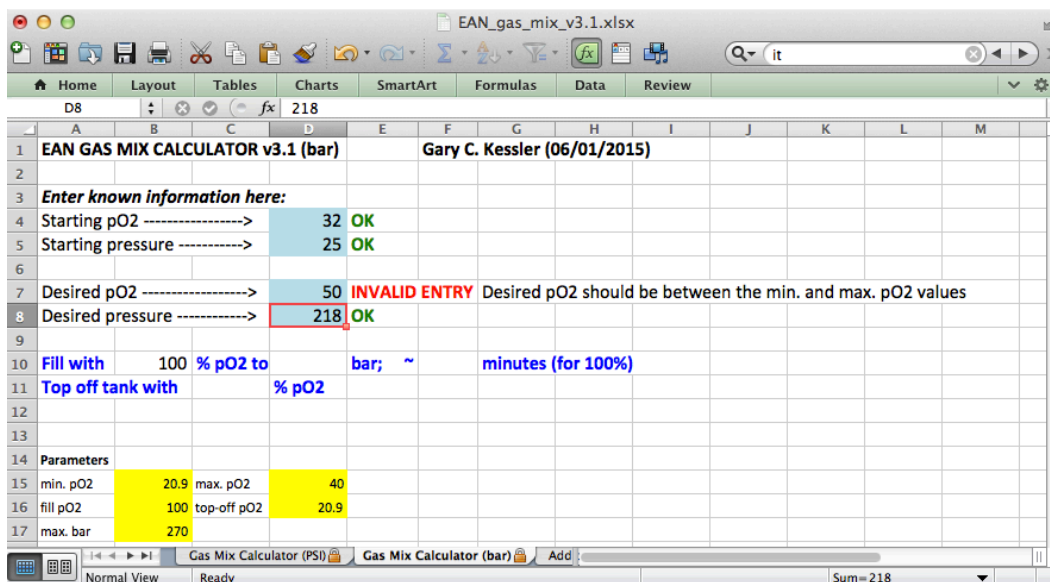 EAN_gas_mix_v3.1.xlsx
it
Home Layout Tables Charts SmartArt Formulas Data Review
D8 fx 218
A B C D E F G H I J K L M
1 EAN GAS MIX CALCULATOR v3.1 (bar) Gary C. Kessler (06/01/2015)
2
3 Enter known information here:
4 Starting pO2 -----------------> 32 OK
5 Starting pressure -----------> 25 OK
6
7 Desired pO2 ------------------> 50 INVALID ENTRY Desired pO2 should be between the min. and max. pO2 values
8 Desired pressure ------------> 218 OK
9
10 Fill with 100 % pO2 to bar; ~ minutes (for 100%)
11 Top off tank with % pO2
12
13
14 Parameters
15 min. pO2 20.9 max. pO2 40
16 fill pO2 100 top-off pO2 20.9
17 max. bar 270
Gas Mix Calculator (PSI) Gas Mix Calculator (bar) Add
Normal View Ready Sum=218